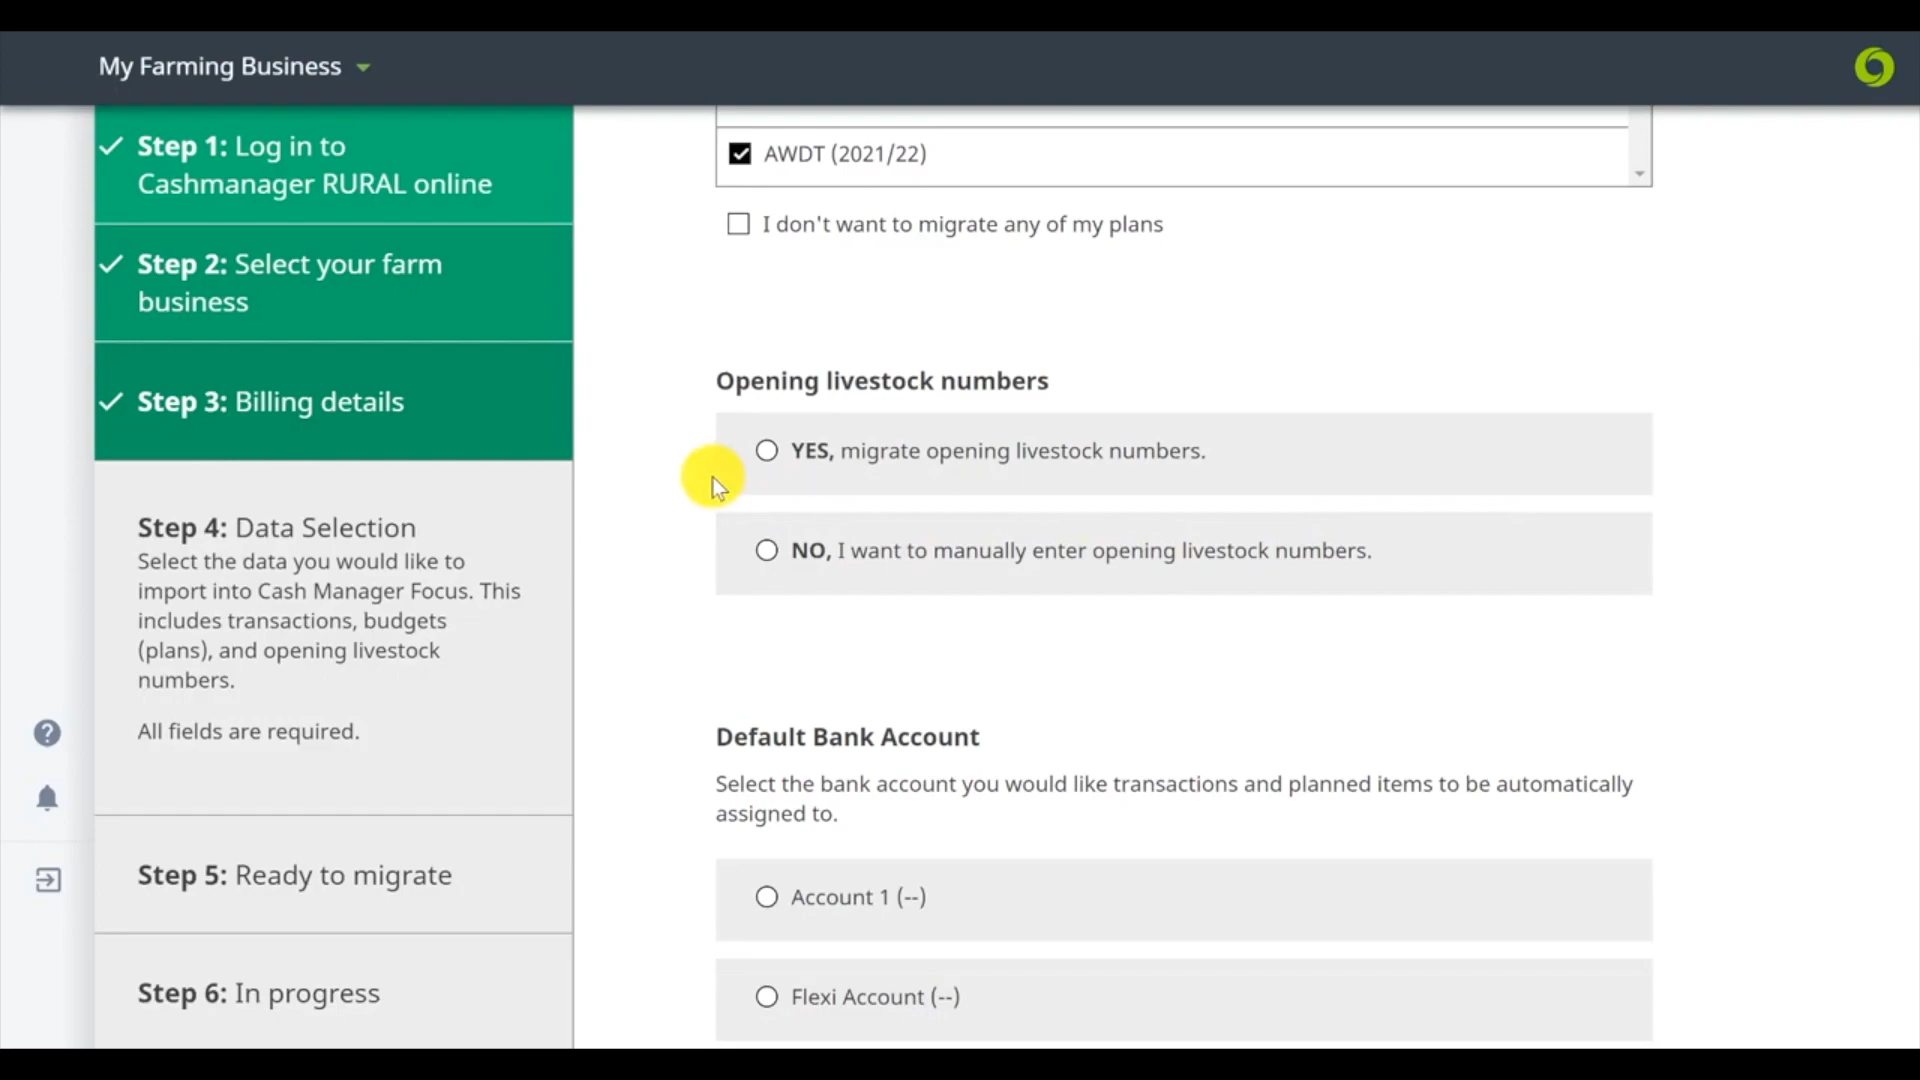 My Farming Business
Step 1: Log in to
Cashmanager RURAL online
Step 2: Select your farm
business
Step 3: Billing details
Step 4: Data Selection
Select the data you would like to
import into Cash Manager Focus. This
includes transactions, budgets
(plans), and opening livestock
numbers.
All fields are required.
Step 5: Ready to migrate
Step 6: In progress
AWDT (2021/22)
I don't want to migrate any of my plans
Opening livestock numbers
YES, migrate opening livestock numbers.
NO, I want to manually enter opening livestock numbers.
Default Bank Account
Select the bank account you would like transactions and planned items to be automatically
assigned to.
Account 1 (--)
Flexi Account (--)